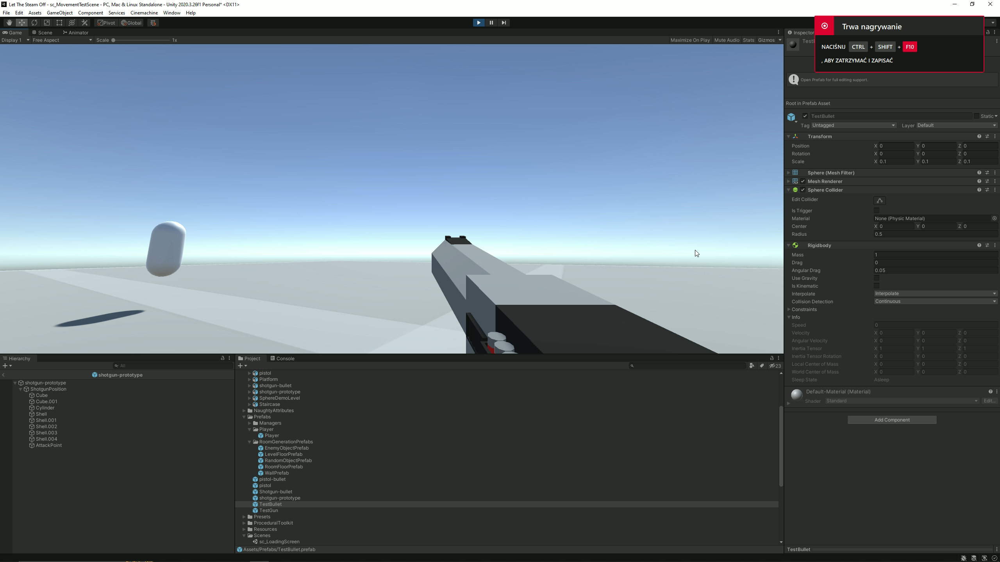 Let The Steam Off - sc_MovementTestScene - PC, Mac & Linux Standalone - Unity 2020.3.26f1 Personal* <DX11>
File Edit Assets GameObject Component Services Cinemachine Window Help
Pivot Global
Game Scene Animator
Display 1 Free Aspect Scale 1x Maximize On Play Mute Audio Stats Gizmos
Trwa nagrywanie
NACIŚNIJ CTRL + SHIFT + F10
, ABY ZATRZYMAĆ I ZAPISAĆ
Inspector
Open Prefab for full editing support.
Root in Prefab Asset
TestBullet Static
Tag Untagged Layer Default
Transform
Position X 0 Y 0 Z 0
Rotation X 0 Y 0 Z 0
Scale X 0.1 Y 0.1 Z 0.1
Sphere (Mesh Filter)
Mesh Renderer
Sphere Collider
Edit Collider
Is Trigger
Material None (Physic Material)
Center X 0 Y 0 Z 0
Radius 0.5
Rigidbody
Mass 1
Drag 0
Angular Drag 0.05
Use Gravity
Is Kinematic
Interpolate Interpolate
Collision Detection Continuous
Constraints
Info
Speed 0
Velocity X 0 Y 0 Z 0
Angular Velocity X 0 Y 0 Z 0
Inertia Tensor X 1 Y 1 Z 1
Inertia Tensor Rotation X 0 Y 0 Z 0
Local Center of Mass X 0 Y 0 Z 0
World Center of Mass X 0 Y 0 Z 0
Sleep State Asleep
Default-Material (Material)
Shader Standard Edit...
Add Component
TestBullet
Hierarchy
All
shotgun-prototype
shotgun-prototype
ShotgunPosition
Cube
Cube.001
Cylinder
Shell
Shell.001
Shell.002
Shell.003
Shell.004
AttackPoint
Project Console
23
pistol
Platform
shotgun-bullet
shotgun-prototype
SphereDemoLevel
Staircase
NaughtyAttributes
Prefabs
Managers
Player
Player
RoomGenerationPrefabs
EnemyObjectPrefab
LevelFloorPrefab
RandomObjectPrefab
RoomFloorPrefab
WallPrefab
pistol-bullet
pistol
Shotgun-bullet
shotgun-prototype
TestBullet
TestGun
Presets
ProceduralToolkit
Resources
Scenes
sc_LoadingScreen
Assets/Prefabs/TestBullet.prefab